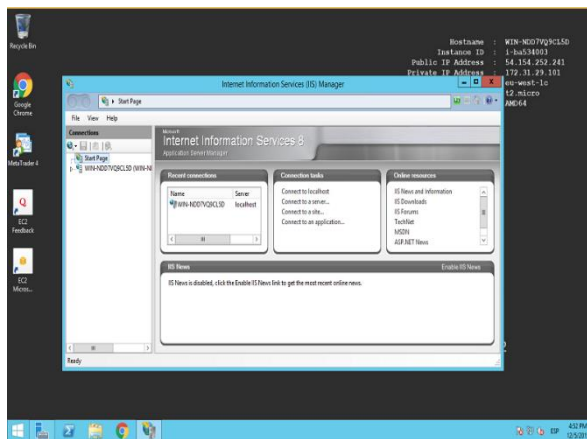 Recycle Bin
Google
Chrome
MetaTrader 4
EC2
Feedback
EC2
Micros...
Hostname : WIN-NDD7VQ9CL5D
Instance ID : i-ba534003
Public IP Address : 54.154.252.241
Private IP Address : 172.31.29.101
eu-west-1c
t2.micro
AMD64
Internet Information Services (IIS) Manager
Start Page
File View Help
Connections
Start Page
WIN-NDD7VQ9CL5D (WIN-N
Microsoft
Internet Information Services 8
Application Server Manager
Recent connections
Name Server
WIN-NDD7VQ9CL5D localhost
Connection tasks
Connect to localhost
Connect to a server...
Connect to a site...
Connect to an application...
Online resources
IIS News and Information
IIS Downloads
IIS Forums
TechNet
MSDN
ASP.NET News
IIS News
Enable IIS News
IIS News is disabled, click the Enable IIS News link to get the most recent online news.
Ready
ESP
4:02 PM